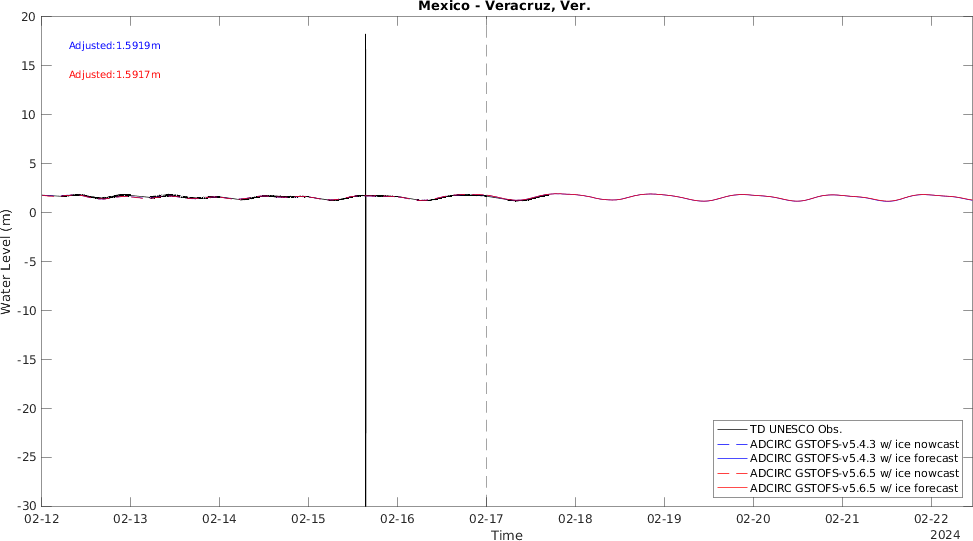 Mexico - Veracruz, Ver.
Adjusted:1.5919m
Adjusted:1.5917m
20
15
10
5
0
-5
-10
-15
-20
-25
-30
Water Level (m)
TD UNESCO Obs.
ADCIRC GSTOFS-v5.4.3 w/ ice nowcast
ADCIRC GSTOFS-v5.4.3 w/ ice forecast
ADCIRC GSTOFS-v5.6.5 w/ ice nowcast
ADCIRC GSTOFS-v5.6.5 w/ ice forecast
02-12 02-13 02-14 02-15 02-16 02-17 02-18 02-19 02-20 02-21 02-22
Time
2024